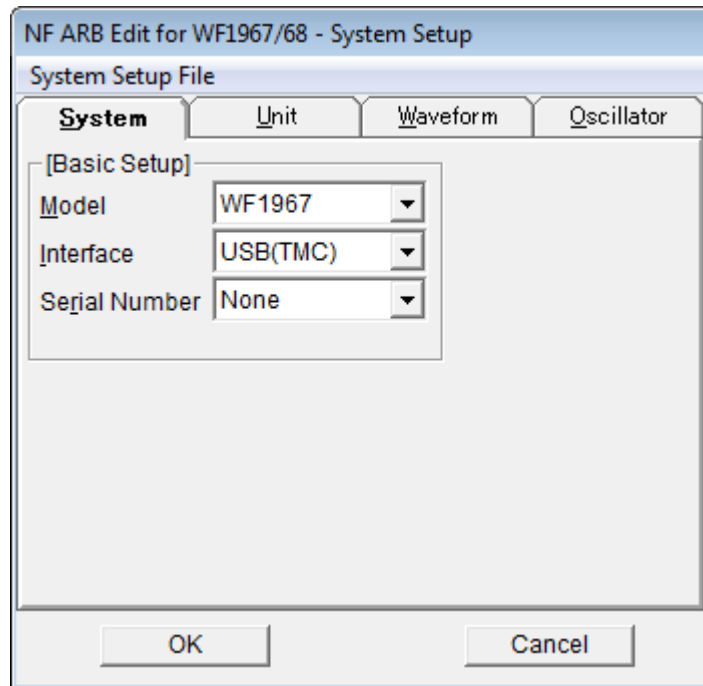 NF ARB Edit for WF1967/68 - System Setup
System Setup File
System Unit Waveform Oscillator
[Basic Setup]
Model WF1967
Interface USB(TMC)
Serial Number None
OK Cancel